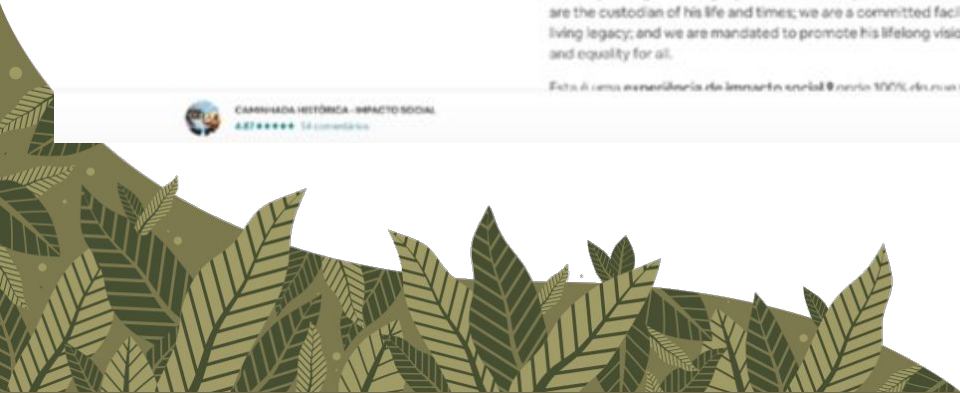 are the custodian of his life and times; we are a committed facil
living legacy; and we are mandated to promote his lifelong visio
and equality for all.
Esta é uma experiência de impacto social onde 100% do que
CAMINHADA HISTÓRICA · IMPACTO SOCIAL
4.87★★★★★ 54 comentários